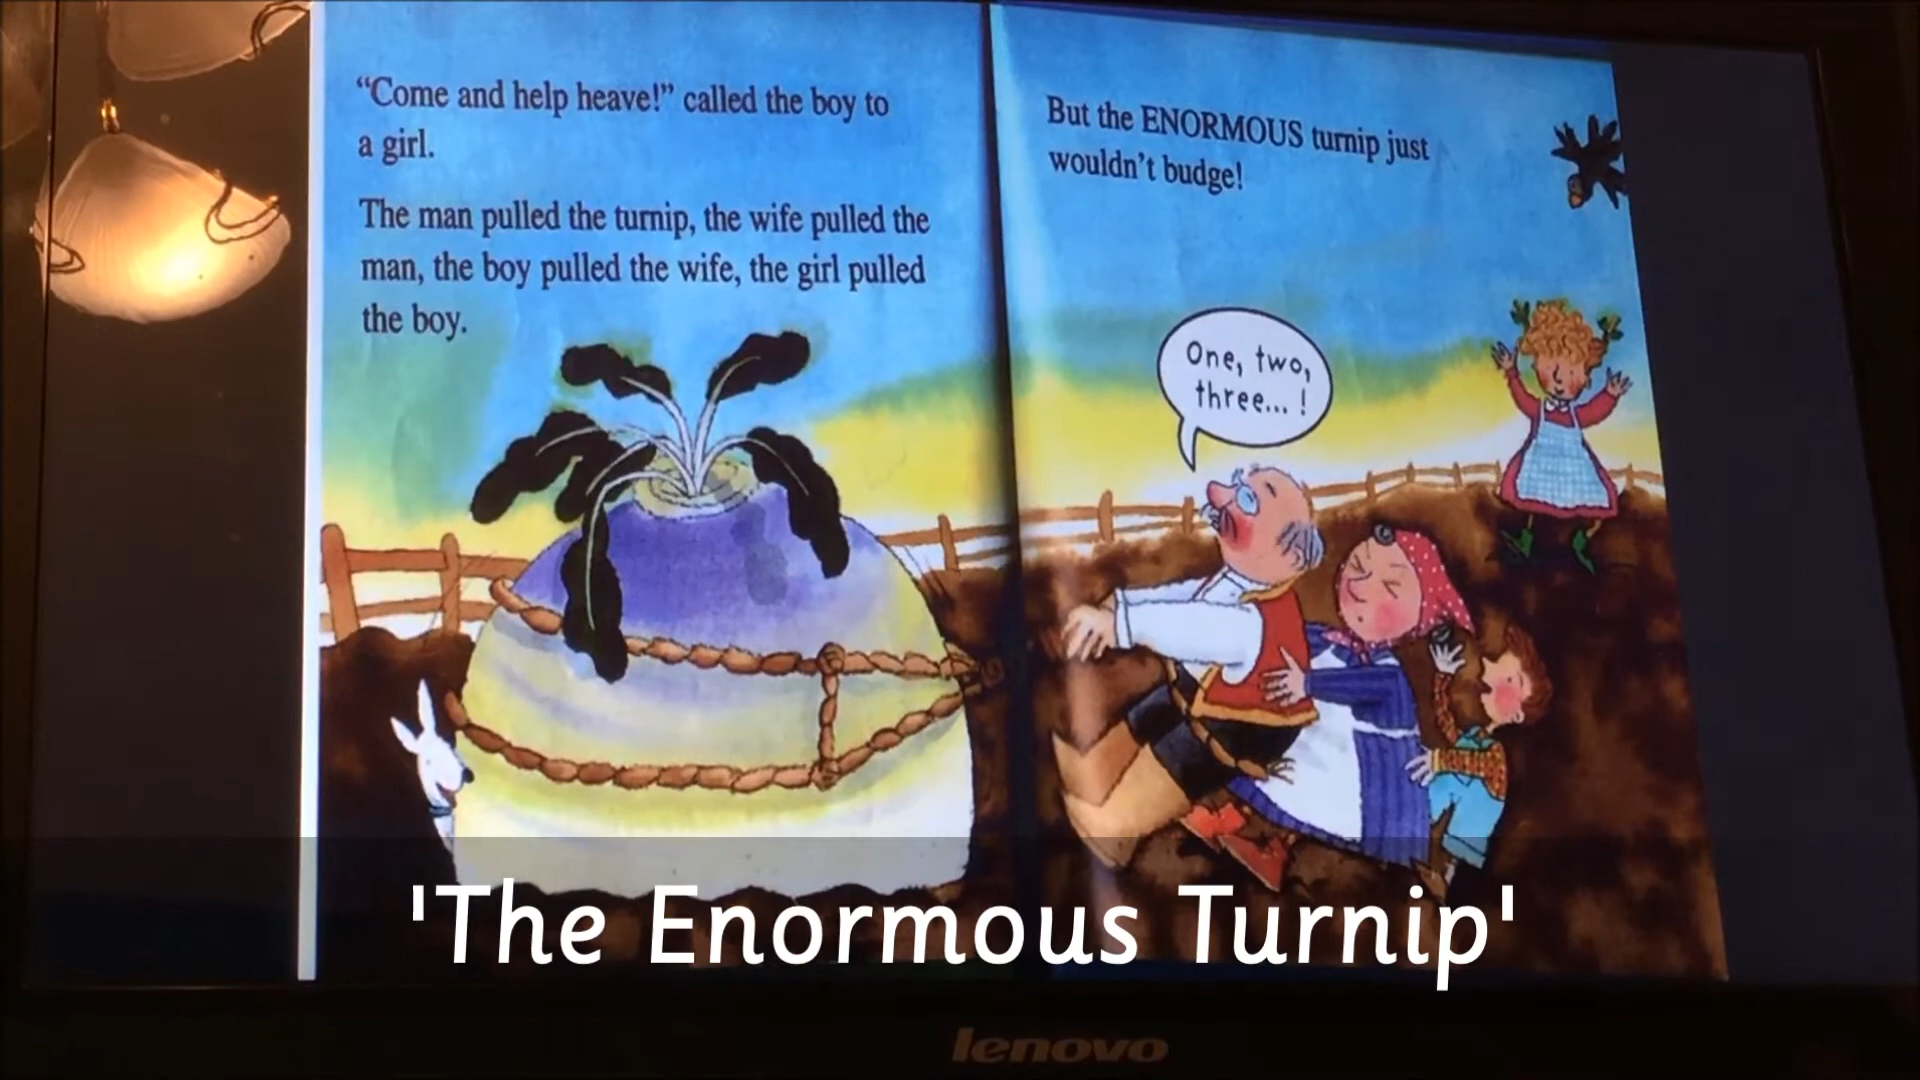 “Come and help heave!” called the boy to
a girl.
The man pulled the turnip, the wife pulled the
man, the boy pulled the wife, the girl pulled
the boy.
But the ENORMOUS turnip just
wouldn’t budge!
One, two,
three... !
'The Enormous Turnip'
lenovo